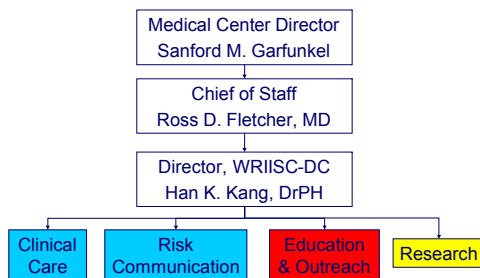 Medical Center Director
Sanford M. Garfunkel
Chief of Staff
Ross D. Fletcher, MD
Director, WRIISC-DC
Han K. Kang, DrPH
Clinical
Care
Risk
Communication
Education
& Outreach
Research